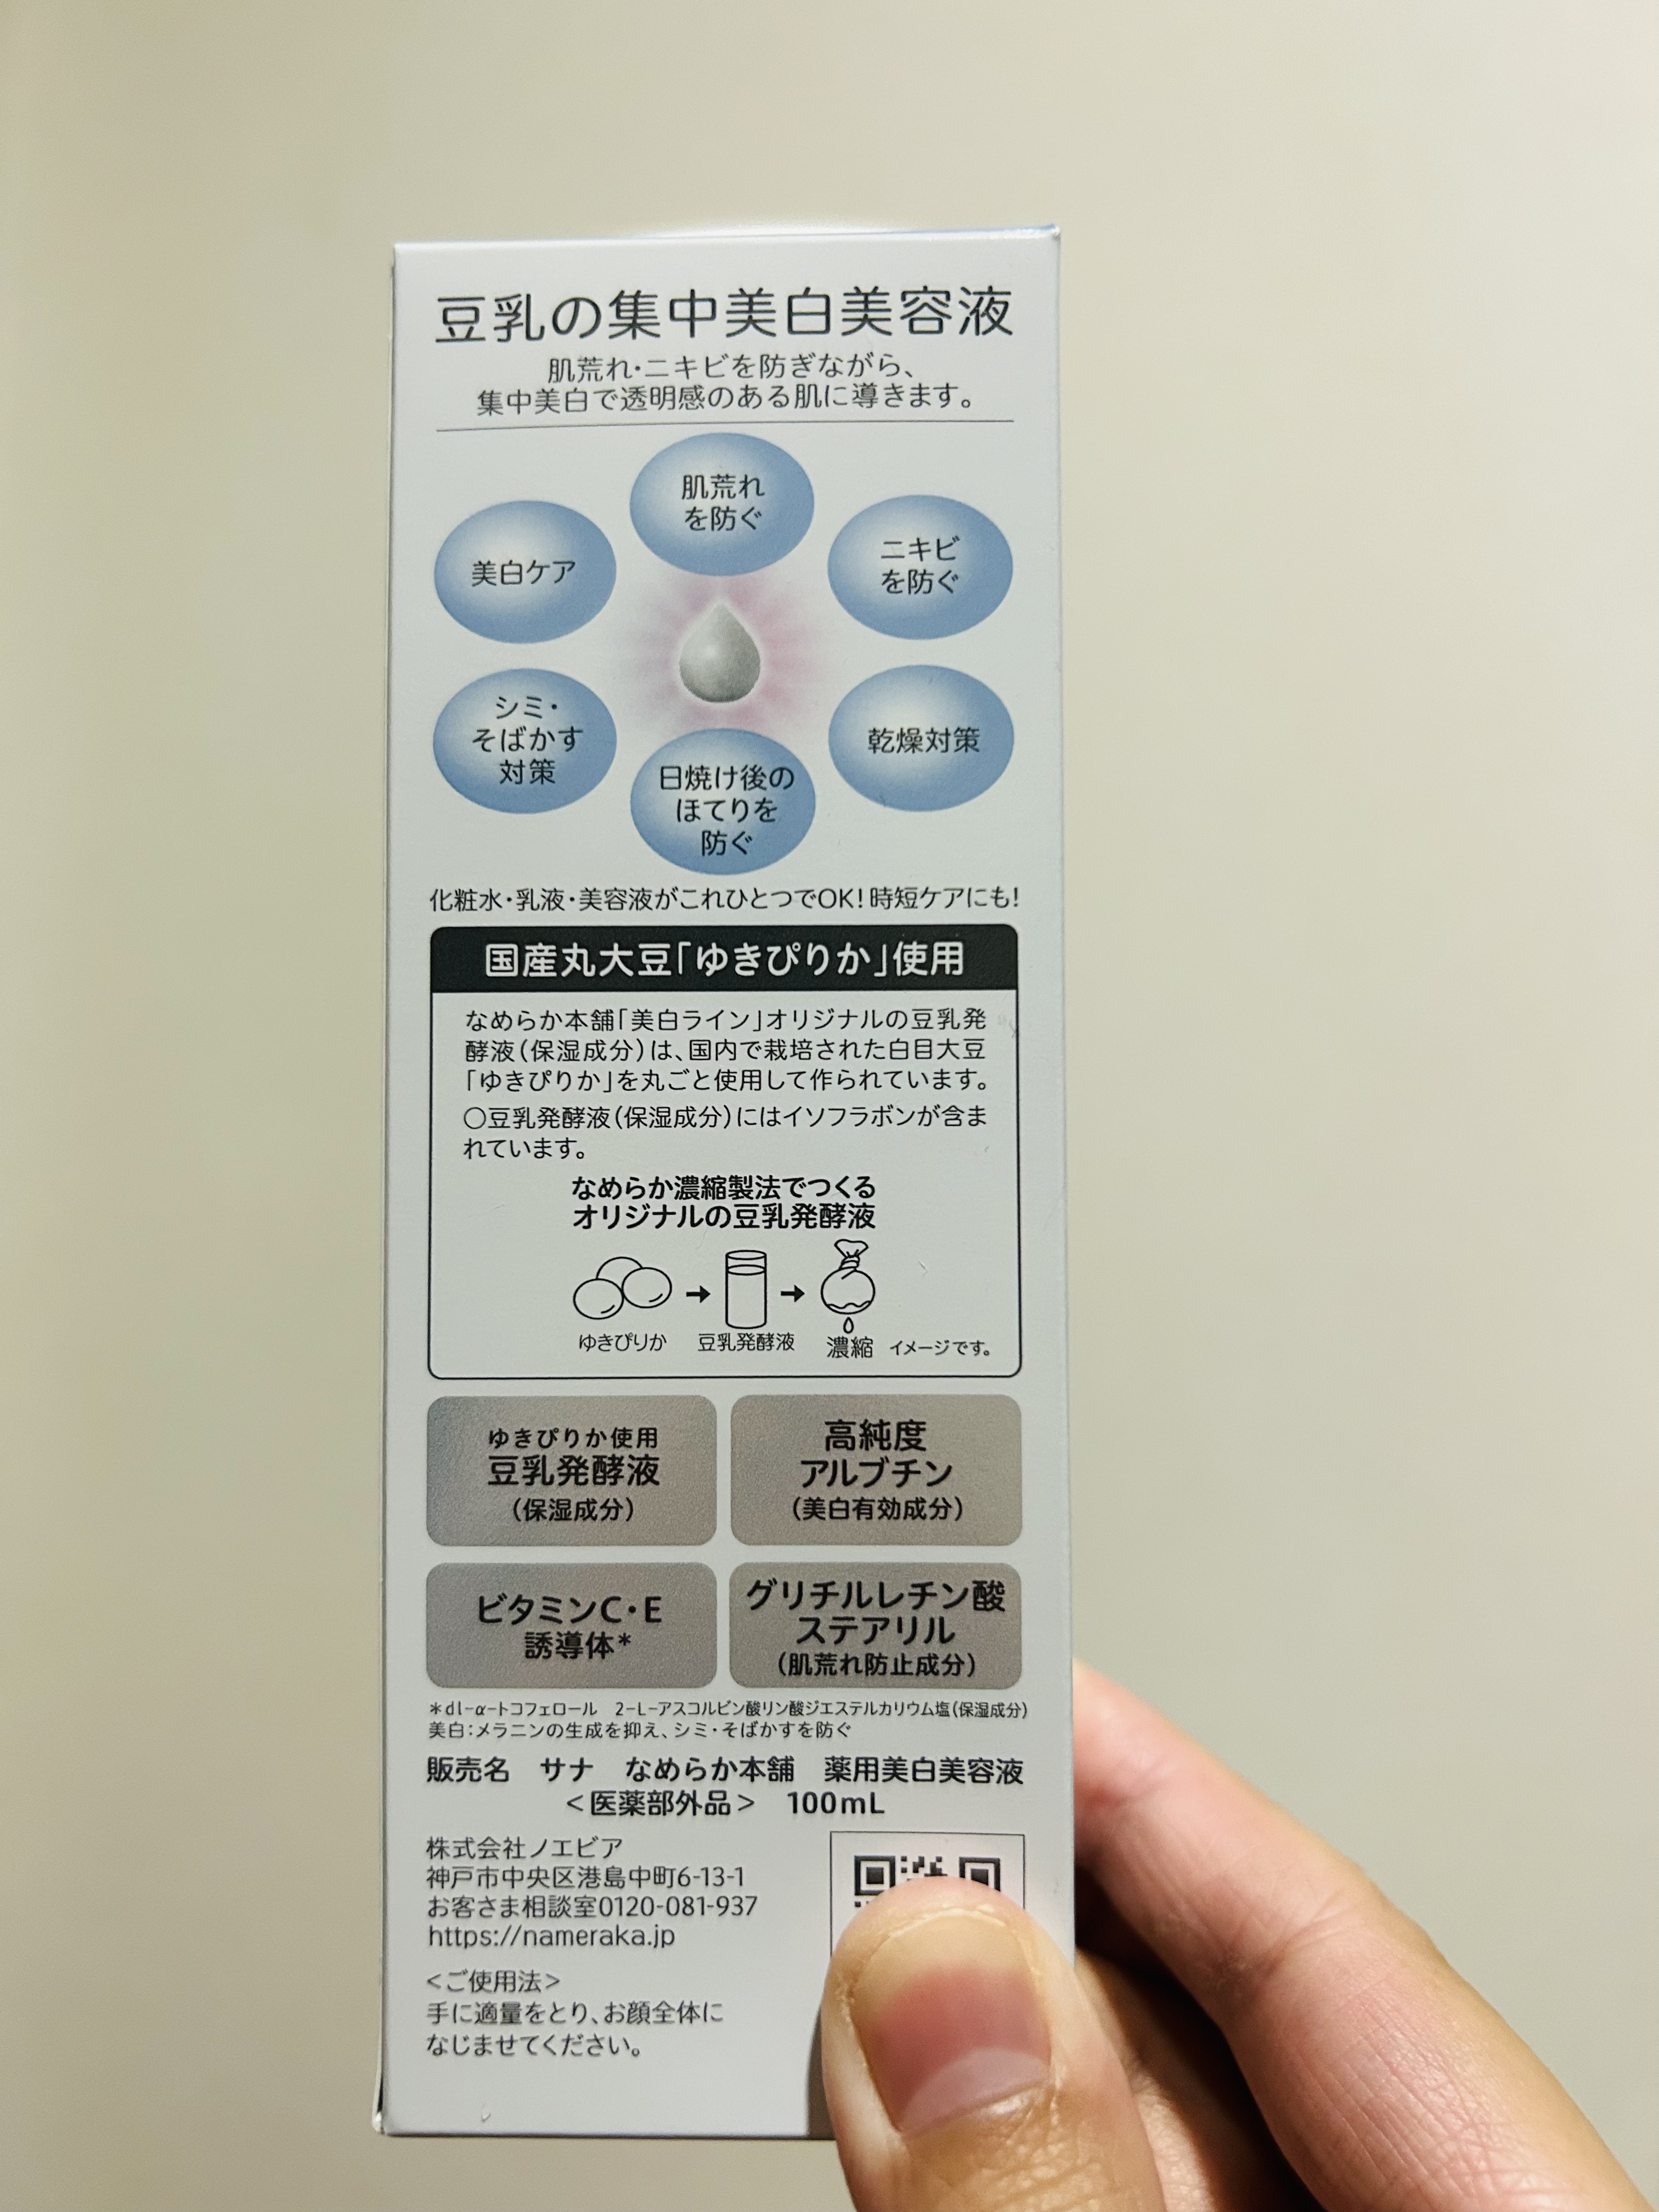 豆乳の集中美白美容液
肌荒れ・ニキビを防ぎながら、
集中美白で透明感のある肌に導きます。
肌荒れ
を防ぐ
美白ケア
ニキビ
を防ぐ
シミ・
そばかす
対策
乾燥対策
日焼け後の
ほてりを
防ぐ
化粧水・乳液・美容液がこれひとつでOK!時短ケアにも!
国産丸大豆「ゆきぴりか」使用
なめらか本舗「美白ライン」オリジナルの豆乳発
酵液(保湿成分)は、国内で栽培された白目大豆
「ゆきぴりか」を丸ごと使用して作られています。
○豆乳発酵液(保湿成分)にはイソフラボンが含ま
れています。
なめらか濃縮製法でつくる
オリジナルの豆乳発酵液
ゆきぴりか → 豆乳発酵液 → 濃縮 イメージです。
ゆきぴりか使用
豆乳発酵液
(保湿成分)
高純度
アルブチン
(美白有効成分)
ビタミンC・E
誘導体*
グリチルレチン酸
ステアリル
(肌荒れ防止成分)
*dl-α-トコフェロール 2-L-アスコルビン酸リン酸ジエステルカリウム塩(保湿成分)
美白:メラニンの生成を抑え、シミ・そばかすを防ぐ
販売名 サナ なめらか本舗 薬用美白美容液
<医薬部外品> 100mL
株式会社ノエビア
神戸市中央区港島中町6-13-1
お客さま相談室0120-081-937
https://nameraka.jp
<ご使用法>
手に適量をとり、お顔全体に
なじませてください。